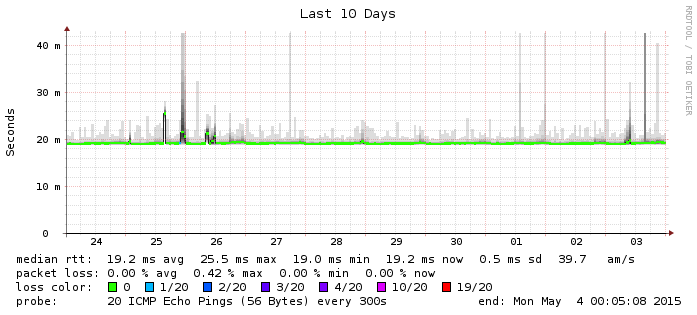 Last 10 Days
RRDTOOL / TOBI OETIKER
Seconds
40 m
30 m
20 m
10 m
0
24 25 26 27 28 29 30 01 02 03
median rtt: 19.2 ms avg 25.5 ms max 19.0 ms min 19.2 ms now 0.5 ms sd 39.7 am/s
packet loss: 0.00 % avg 0.42 % max 0.00 % min 0.00 % now
loss color: 0 1/20 2/20 3/20 4/20 10/20 19/20
probe: 20 ICMP Echo Pings (56 Bytes) every 300s end: Mon May 4 00:05:08 2015